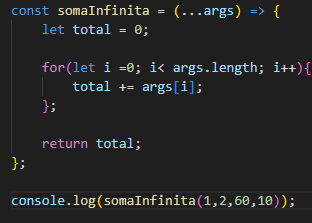 const somaInfinita = (...args) => {
    let total = 0;

    for(let i =0; i< args.length; i++){
        total += args[i];
    };

    return total;
};

console.log(somaInfinita(1,2,60,10));